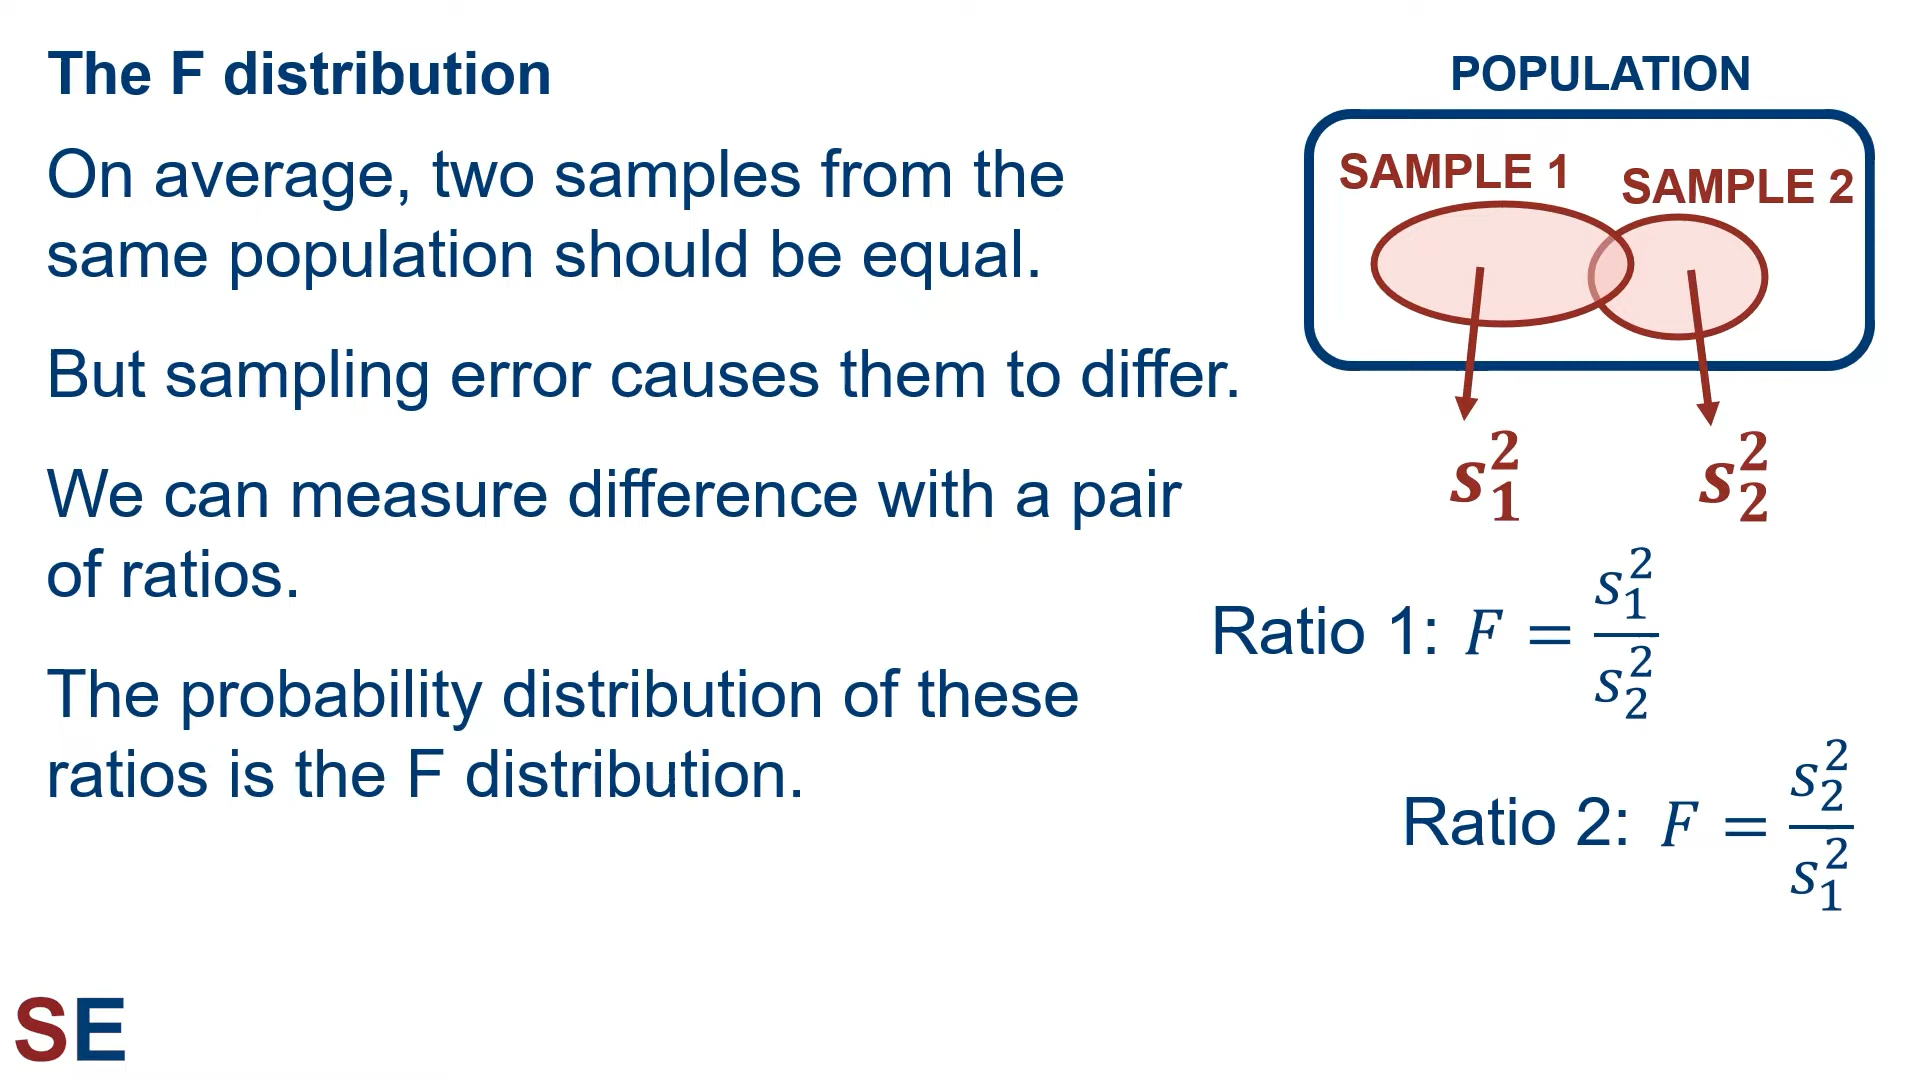 The F distribution
On average, two samples from the
same population should be equal.
But sampling error causes them to differ.
We can measure difference with a pair
of ratios.
The probability distribution of these
ratios is the F distribution.
POPULATION
SAMPLE 1
SAMPLE 2
s₁²
s₂²
Ratio 1: F = s₁² / s₂²
Ratio 2: F = s₂² / s₁²
SE